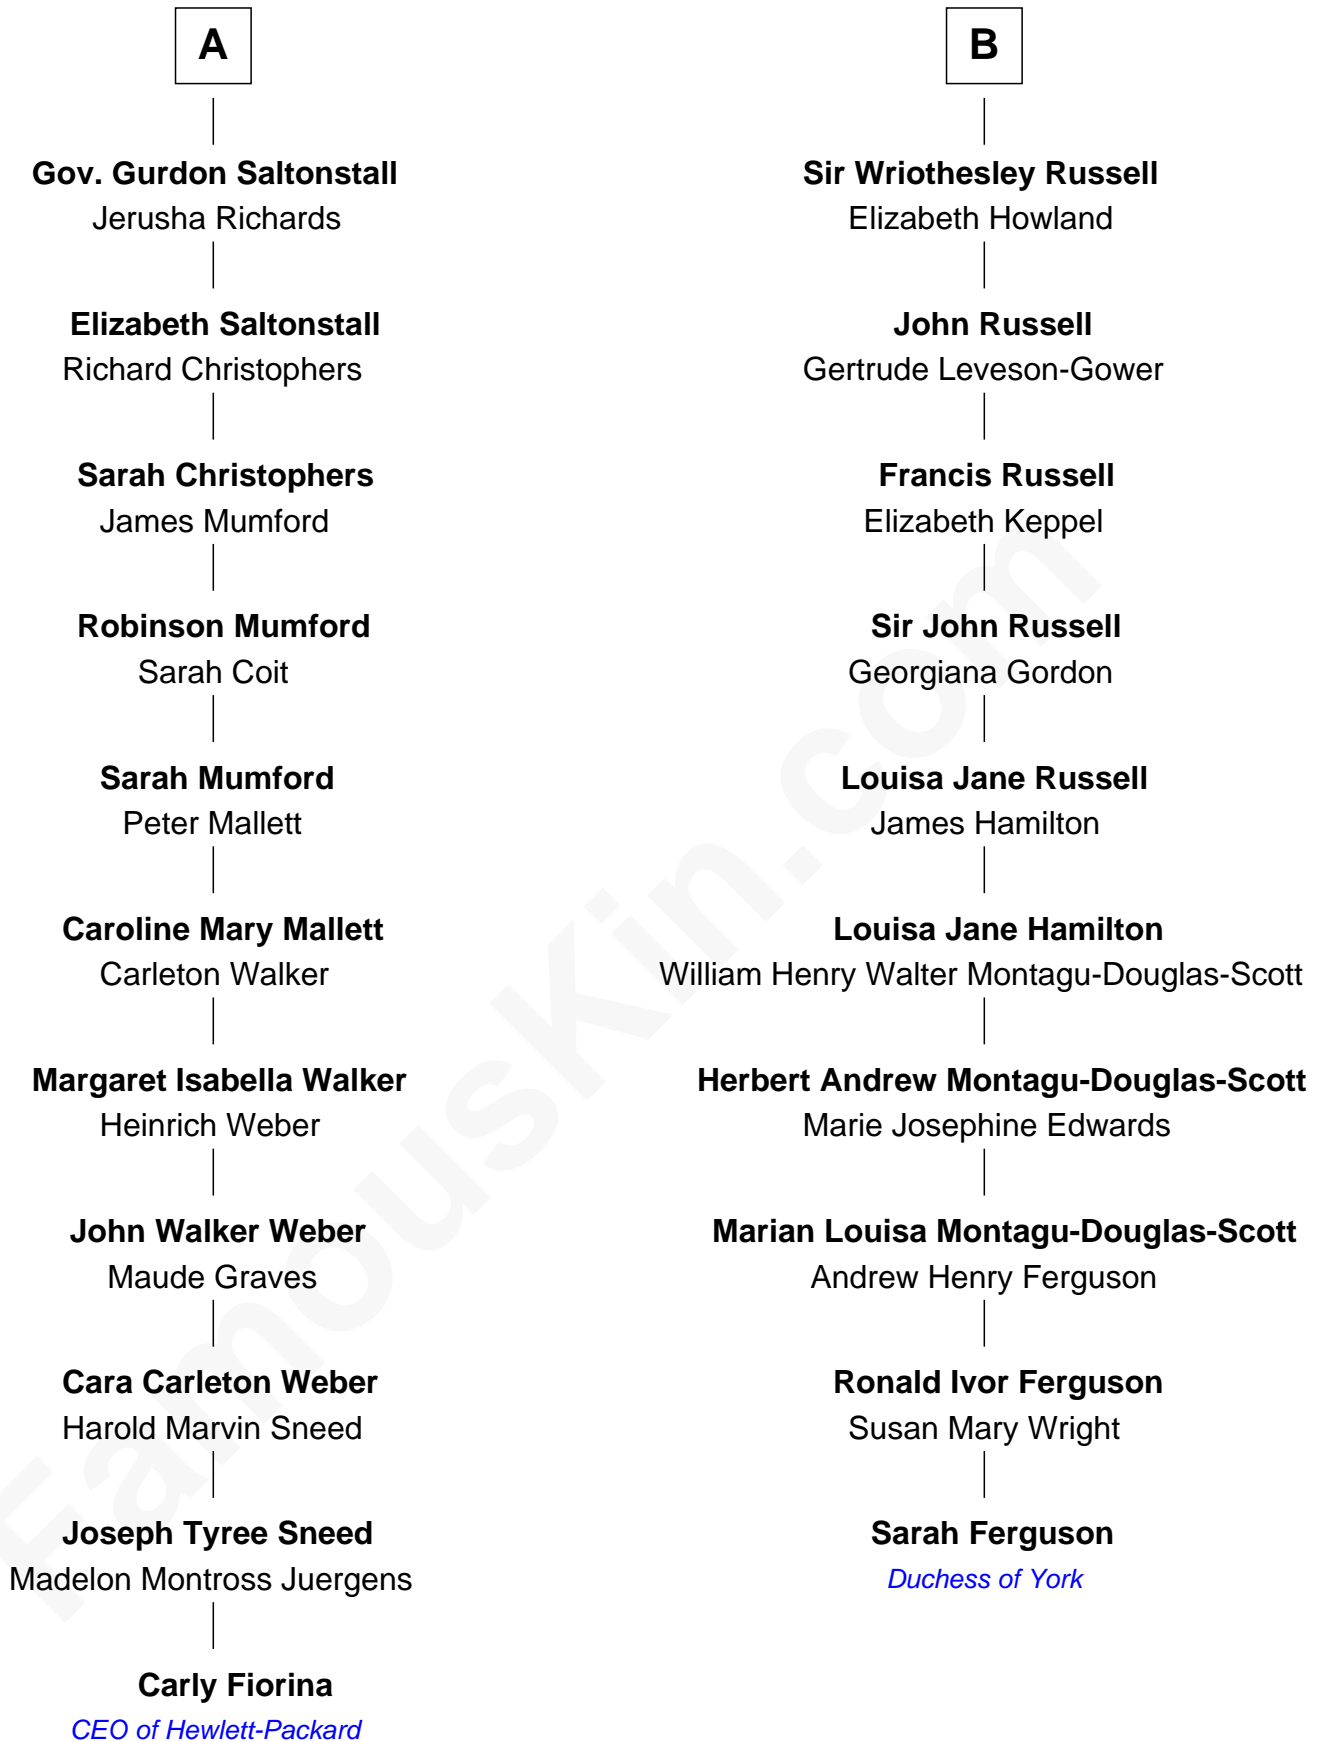 A
Gov. Gurdon Saltonstall
Jerusha Richards
Elizabeth Saltonstall
Richard Christophers
Sarah Christophers
James Mumford
Robinson Mumford
Sarah Coit
Sarah Mumford
Peter Mallett
Caroline Mary Mallett
Carleton Walker
Margaret Isabella Walker
Heinrich Weber
John Walker Weber
Maude Graves
Cara Carleton Weber
Harold Marvin Sneed
Joseph Tyree Sneed
Madelon Montross Juergens
Carly Fiorina
CEO of Hewlett-Packard
B
Sir Wriothesley Russell
Elizabeth Howland
John Russell
Gertrude Leveson-Gower
Francis Russell
Elizabeth Keppel
Sir John Russell
Georgiana Gordon
Louisa Jane Russell
James Hamilton
Louisa Jane Hamilton
William Henry Walter Montagu-Douglas-Scott
Herbert Andrew Montagu-Douglas-Scott
Marie Josephine Edwards
Marian Louisa Montagu-Douglas-Scott
Andrew Henry Ferguson
Ronald Ivor Ferguson
Susan Mary Wright
Sarah Ferguson
Duchess of York
FamousKin.com